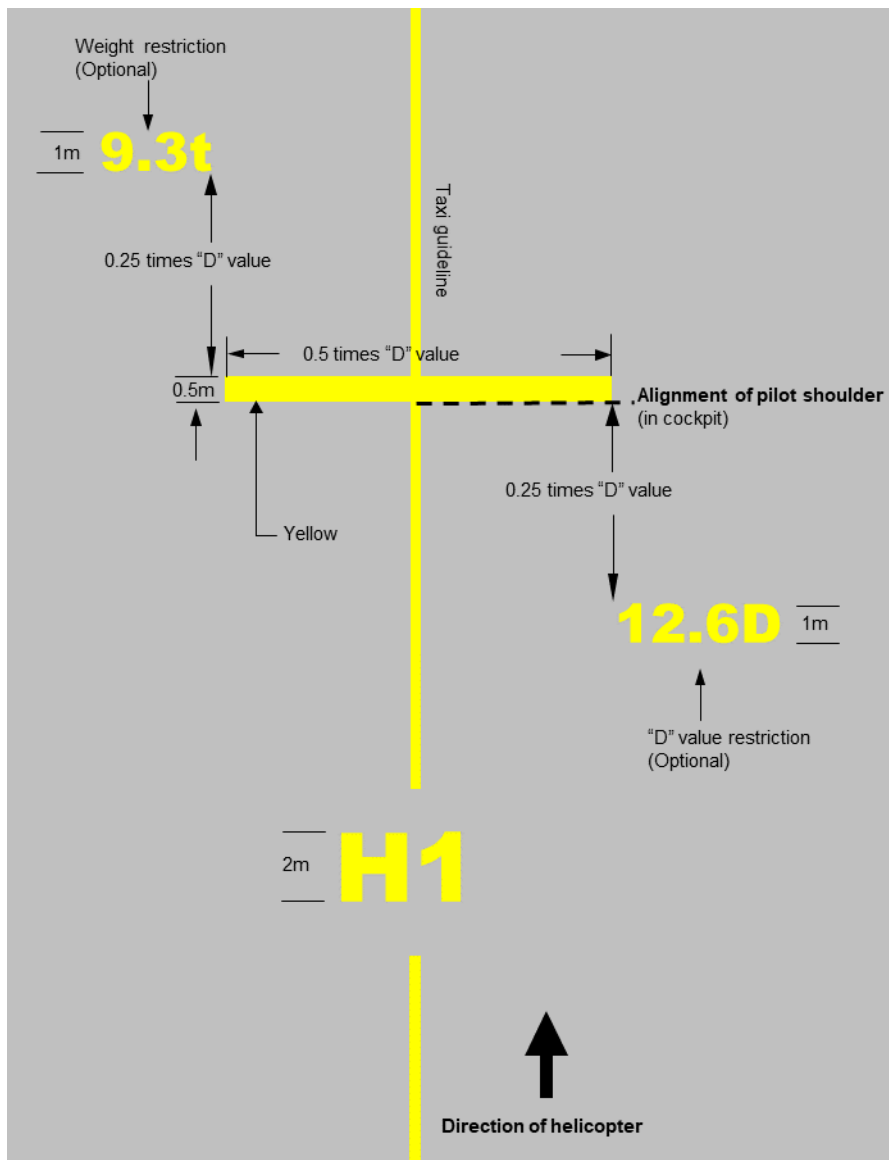 Weight restriction
(Optional)
1m
9.3t
Taxi guideline
0.25 times “D” value
0.5 times “D” value
0.5m
Alignment of pilot shoulder
(in cockpit)
0.25 times “D” value
Yellow
12.6D
1m
“D” value restriction
(Optional)
2m
H1
Direction of helicopter